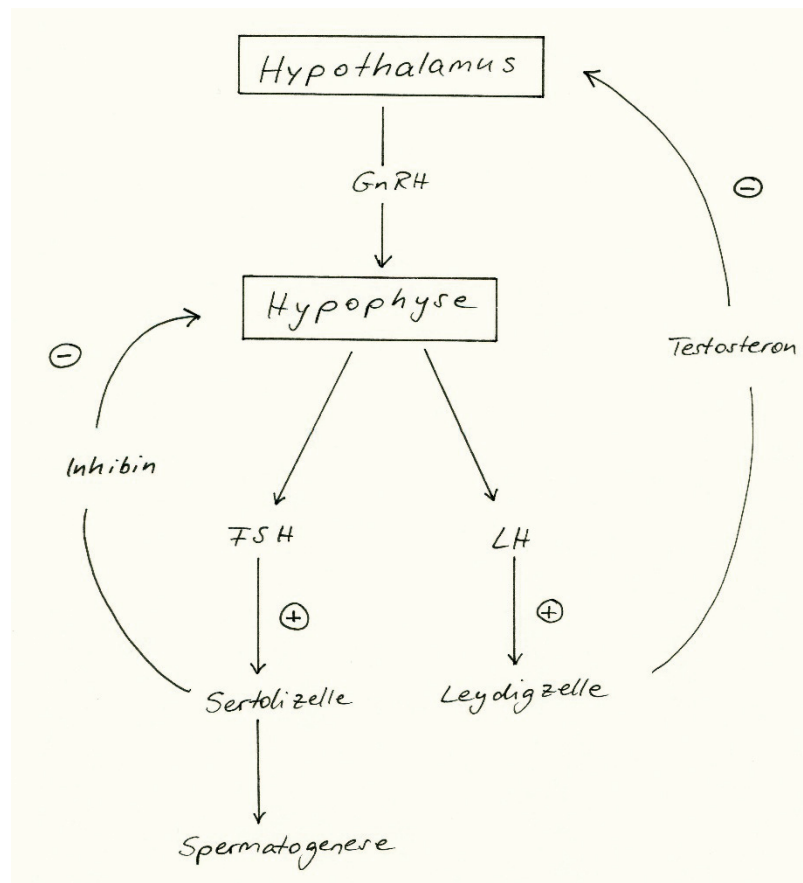 Hypothalamus
GnRH
⊖
Hypophyse
⊖
Testosteron
Inhibin
FSH
LH
⊕
⊕
Sertolizelle
Leydigzelle
Spermatogenese